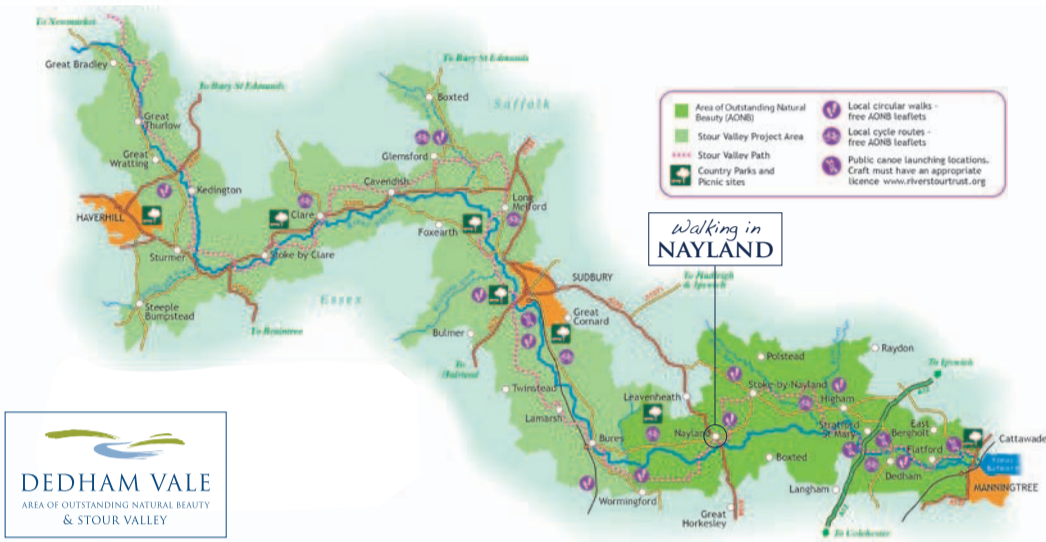 To Newmarket
Great Bradley
To Bury St Edmunds
To Bury St Edmunds
Boxted
Suffolk
Great
Thurlow
Great
Wratting
Glemsford
Kedington
Cavendish
HAVERHILL
Clare
Long
Melford
Foxearth
Sturmer
Stoke by Clare
Essex
Steeple
Bumpstead
To Braintree
SUDBURY
Great
Cornard
Bulmer
To
Halstead
Twinstead
Lamarsh
Bures
Wormingford
Area of Outstanding Natural
Beauty (AONB)
Stour Valley Project Area
Stour Valley Path
Country Parks and
Picnic sites
Local circular walks -
free AONB leaflets
Local cycle routes -
free AONB leaflets
Public canoe launching locations.
Craft must have an appropriate
licence www.riverstourtrust.org
Walking in
NAYLAND
To Hadleigh
& Ipswich
Polstead
Raydon
Stoke-by-Nayland
To Ipswich
Leavenheath
Higham
Nayland
Stratford
St Mary
East
Bergholt
Flatford
Cattawade
Boxted
Dedham
Langham
MANNINGTREE
Great
Horkesley
To Colchester
DEDHAM VALE
AREA OF OUTSTANDING NATURAL BEAUTY
& STOUR VALLEY